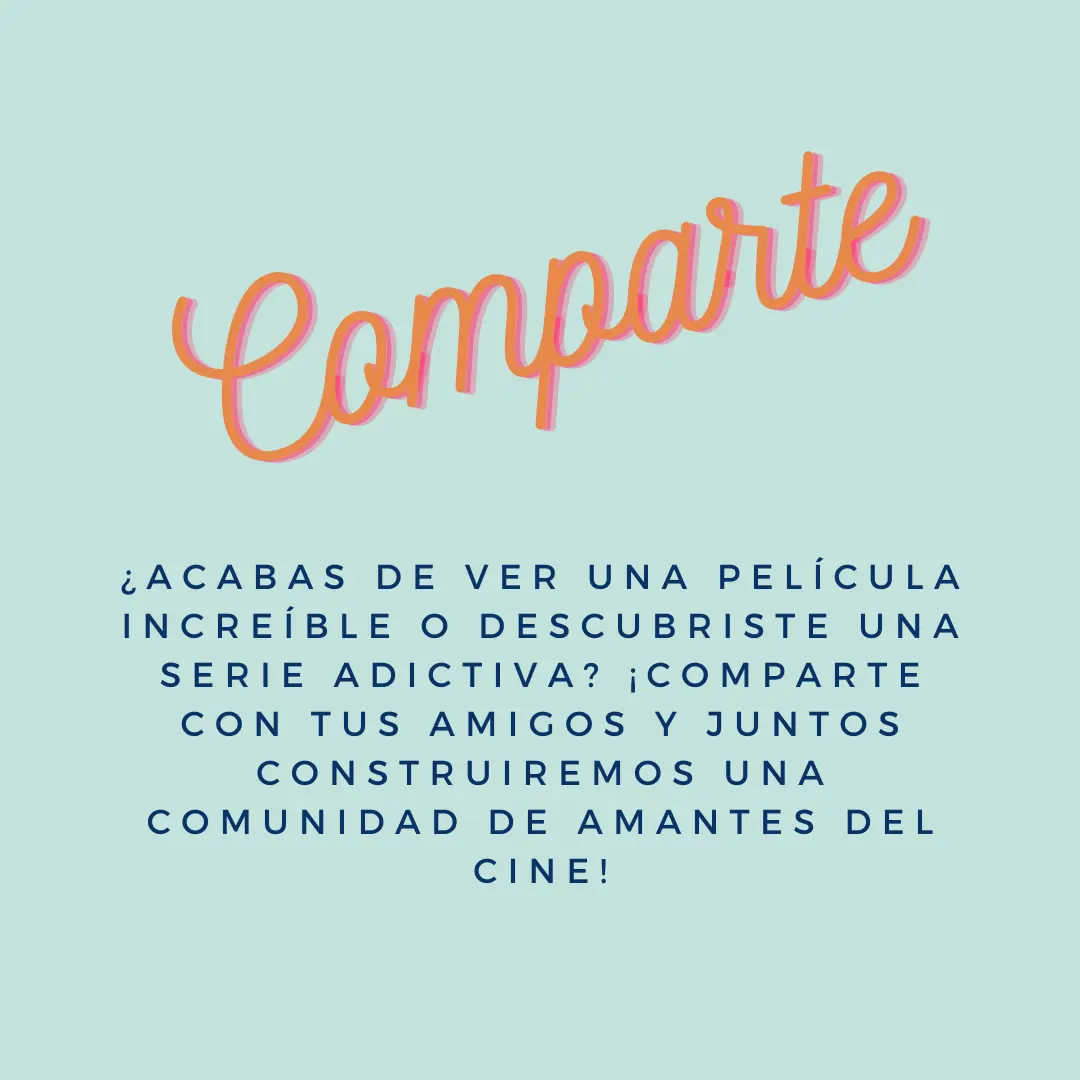 Comparte
¿ACABAS DE VER UNA PELÍCULA
INCREÍBLE O DESCUBRISTE UNA
SERIE ADICTIVA? ¡COMPARTE
CON TUS AMIGOS Y JUNTOS
CONSTRUIREMOS UNA
COMUNIDAD DE AMANTES DEL
CINE!